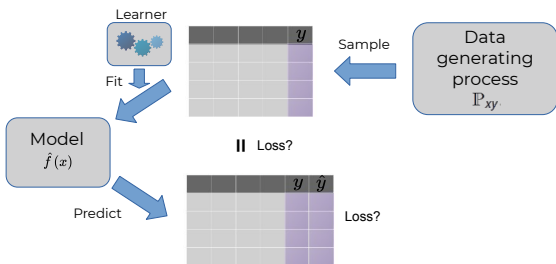 Learner
y
Sample
Data
generating
process
ℙxy
Fit
Model
f̂(x)
Loss?
Predict
y ŷ
Loss?